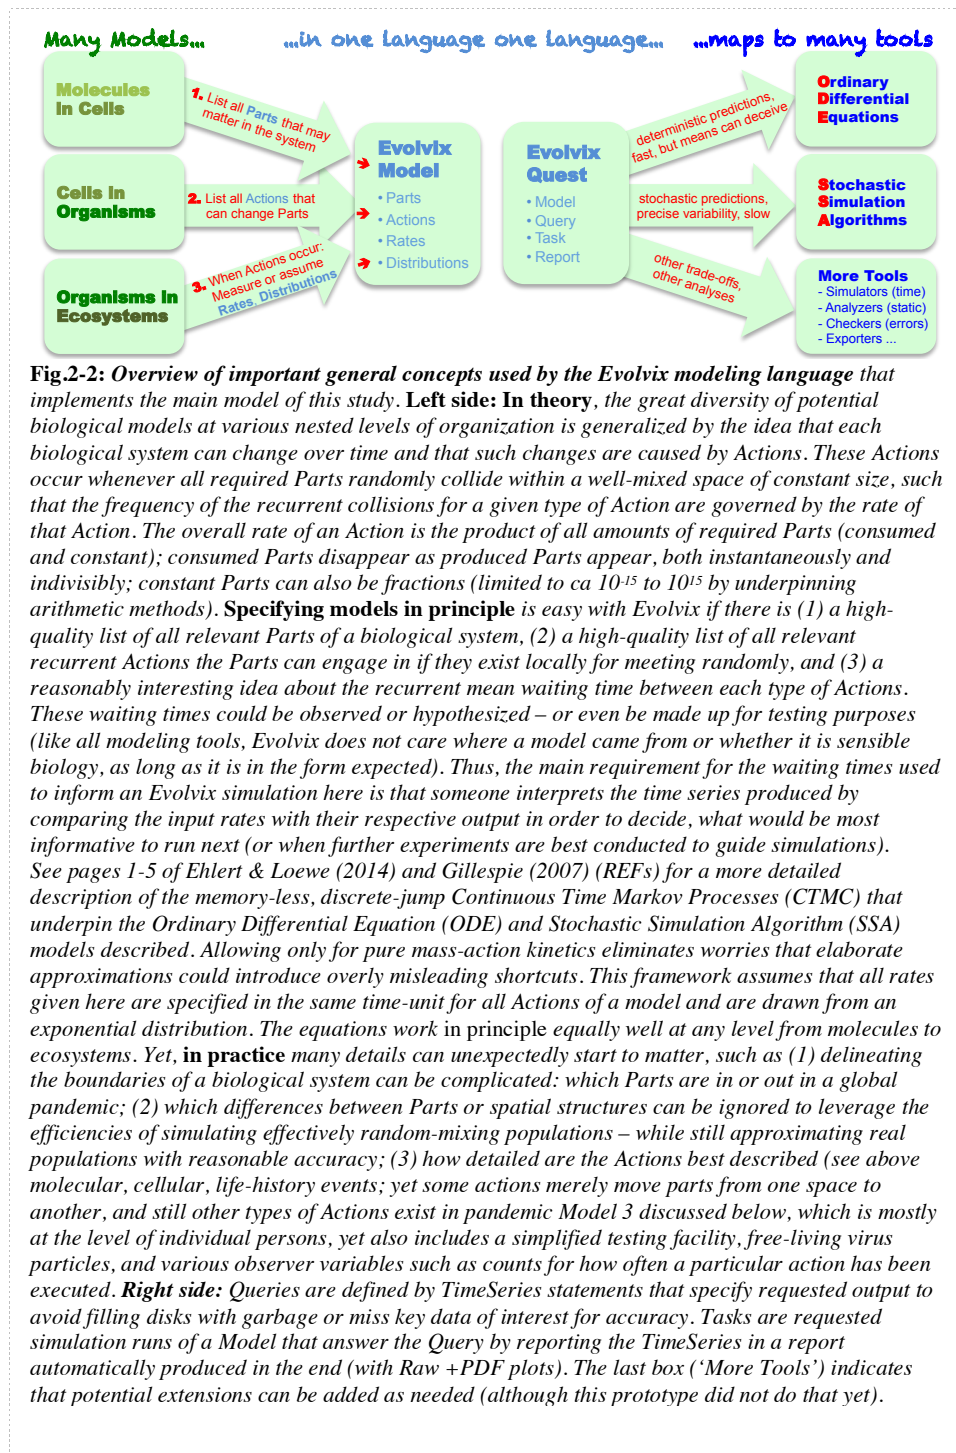 Many Models...
...in one language one language...
...maps to many tools
Molecules
in Cells
Cells in
Organisms
Organisms in
Ecosystems
1. List all Parts that may
matter in the system
2. List all Actions that
can change Parts
3. When Actions occur:
Measure or assume
Rates, Distributions
Evolvix
Model
• Parts
• Actions
• Rates
• Distributions
Evolvix
Quest
• Model
• Query
• Task
• Report
deterministic predictions,
fast, but means can deceive
stochastic predictions,
precise variability, slow
other trade-offs,
other analyses
Ordinary
Differential
Equations
Stochastic
Simulation
Algorithms
More Tools
- Simulators (time)
- Analyzers (static)
- Checkers (errors)
- Exporters ...
Fig.2-2: Overview of important general concepts used by the Evolvix modeling language that
implements the main model of this study. Left side: In theory, the great diversity of potential
biological models at various nested levels of organization is generalized by the idea that each
biological system can change over time and that such changes are caused by Actions. These Actions
occur whenever all required Parts randomly collide within a well-mixed space of constant size, such
that the frequency of the recurrent collisions for a given type of Action are governed by the rate of
that Action. The overall rate of an Action is the product of all amounts of required Parts (consumed
and constant); consumed Parts disappear as produced Parts appear, both instantaneously and
indivisibly; constant Parts can also be fractions (limited to ca 10-15 to 1015 by underpinning
arithmetic methods). Specifying models in principle is easy with Evolvix if there is (1) a high-
quality list of all relevant Parts of a biological system, (2) a high-quality list of all relevant
recurrent Actions the Parts can engage in if they exist locally for meeting randomly, and (3) a
reasonably interesting idea about the recurrent mean waiting time between each type of Actions.
These waiting times could be observed or hypothesized – or even be made up for testing purposes
(like all modeling tools, Evolvix does not care where a model came from or whether it is sensible
biology, as long as it is in the form expected). Thus, the main requirement for the waiting times used
to inform an Evolvix simulation here is that someone interprets the time series produced by
comparing the input rates with their respective output in order to decide, what would be most
informative to run next (or when further experiments are best conducted to guide simulations).
See pages 1-5 of Ehlert & Loewe (2014) and Gillespie (2007) (REFs) for a more detailed
description of the memory-less, discrete-jump Continuous Time Markov Processes (CTMC) that
underpin the Ordinary Differential Equation (ODE) and Stochastic Simulation Algorithm (SSA)
models described. Allowing only for pure mass-action kinetics eliminates worries that elaborate
approximations could introduce overly misleading shortcuts. This framework assumes that all rates
given here are specified in the same time-unit for all Actions of a model and are drawn from an
exponential distribution. The equations work in principle equally well at any level from molecules to
ecosystems. Yet, in practice many details can unexpectedly start to matter, such as (1) delineating
the boundaries of a biological system can be complicated: which Parts are in or out in a global
pandemic; (2) which differences between Parts or spatial structures can be ignored to leverage the
efficiencies of simulating effectively random-mixing populations – while still approximating real
populations with reasonable accuracy; (3) how detailed are the Actions best described (see above
molecular, cellular, life-history events; yet some actions merely move parts from one space to
another, and still other types of Actions exist in pandemic Model 3 discussed below, which is mostly
at the level of individual persons, yet also includes a simplified testing facility, free-living virus
particles, and various observer variables such as counts for how often a particular action has been
executed. Right side: Queries are defined by TimeSeries statements that specify requested output to
avoid filling disks with garbage or miss key data of interest for accuracy. Tasks are requested
simulation runs of a Model that answer the Query by reporting the TimeSeries in a report
automatically produced in the end (with Raw +PDF plots). The last box ('More Tools') indicates
that potential extensions can be added as needed (although this prototype did not do that yet).